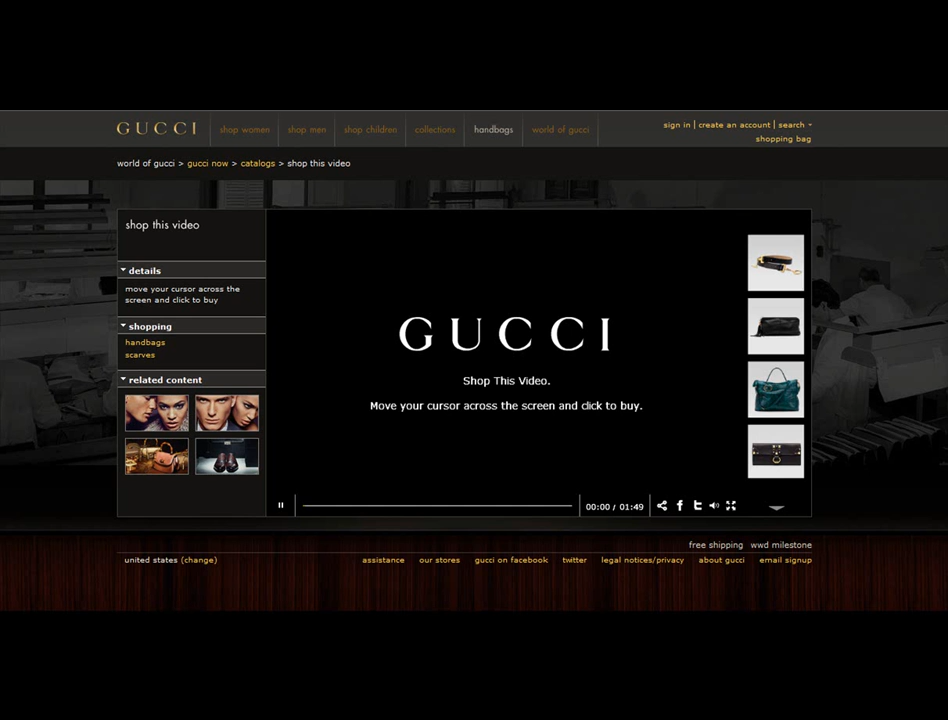 GUCCI
shop women
shop men
shop children
collections
handbags
world of gucci
sign in | create an account | search
shopping bag
world of gucci > gucci now > catalogs > shop this video
shop this video
details
move your cursor across the
screen and click to buy
shopping
handbags
scarves
related content
GUCCI
Shop This Video.
Move your cursor across the screen and click to buy.
00:00 / 01:49
free shipping wwd milestone
united states (change)
assistance
our stores
gucci on facebook
twitter
legal notices/privacy
about gucci
email signup